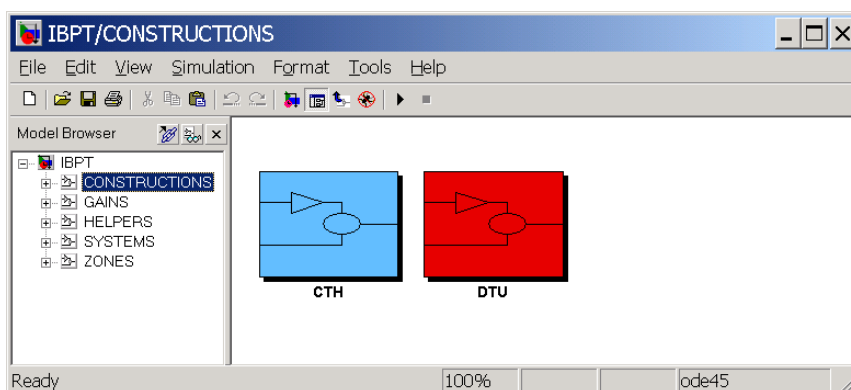 IBPT/CONSTRUCTIONS
File Edit View Simulation Format Tools Help
Model Browser
IBPT
CONSTRUCTIONS
GAINS
HELPERS
SYSTEMS
ZONES
CTH DTU
Ready 100% ode45